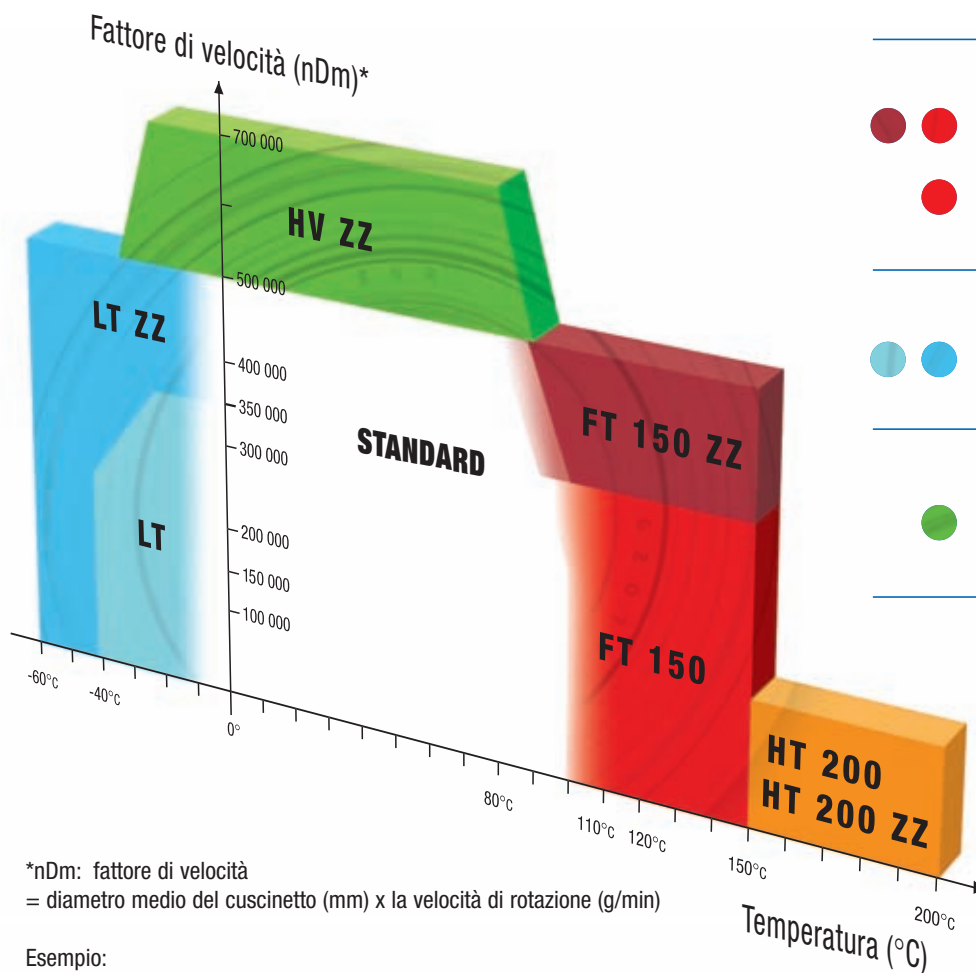 Fattore di velocità (nDm)*
700 000
HV ZZ
500 000
LT ZZ
400 000
350 000
FT 150 ZZ
STANDARD
300 000
LT
200 000
150 000
100 000
FT 150
-60°C
-40°C
0°
HT 200
HT 200 ZZ
80°C
110°C
120°C
150°C
200°C
Temperatura (°C)
*nDm: fattore di velocità
= diametro medio del cuscinetto (mm) x la velocità di rotazione (g/min)
Esempio: